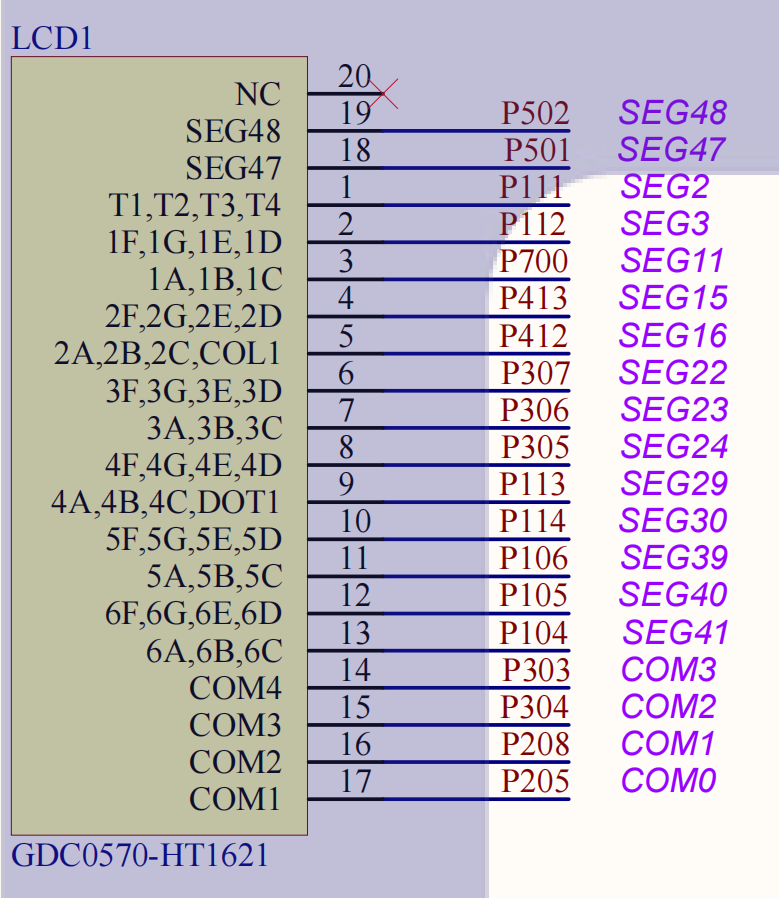 LCD1
NC 20
SEG48 19 P502 SEG48
SEG47 18 P501 SEG47
T1,T2,T3,T4 1 P111 SEG2
1F,1G,1E,1D 2 P112 SEG3
1A,1B,1C 3 P700 SEG11
2F,2G,2E,2D 4 P413 SEG15
2A,2B,2C,COL1 5 P412 SEG16
3F,3G,3E,3D 6 P307 SEG22
3A,3B,3C 7 P306 SEG23
4F,4G,4E,4D 8 P305 SEG24
4A,4B,4C,DOT1 9 P113 SEG29
5F,5G,5E,5D 10 P114 SEG30
5A,5B,5C 11 P106 SEG39
6F,6G,6E,6D 12 P105 SEG40
6A,6B,6C 13 P104 SEG41
COM4 14 P303 COM3
COM3 15 P304 COM2
COM2 16 P208 COM1
COM1 17 P205 COM0
GDC0570-HT1621